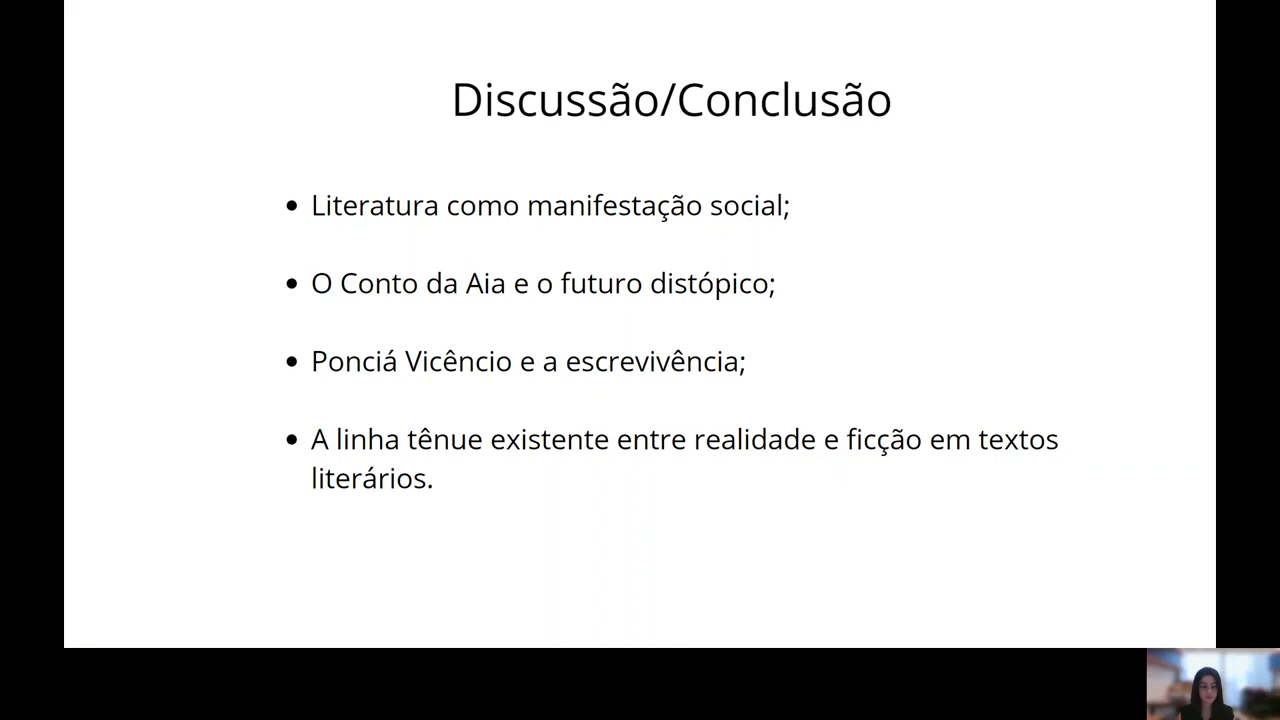 Discussão/Conclusão
• Literatura como manifestação social;
• O Conto da Aia e o futuro distópico;
• Ponciá Vicêncio e a escrevivência;
• A linha tênue existente entre realidade e ficção em textos
literários.